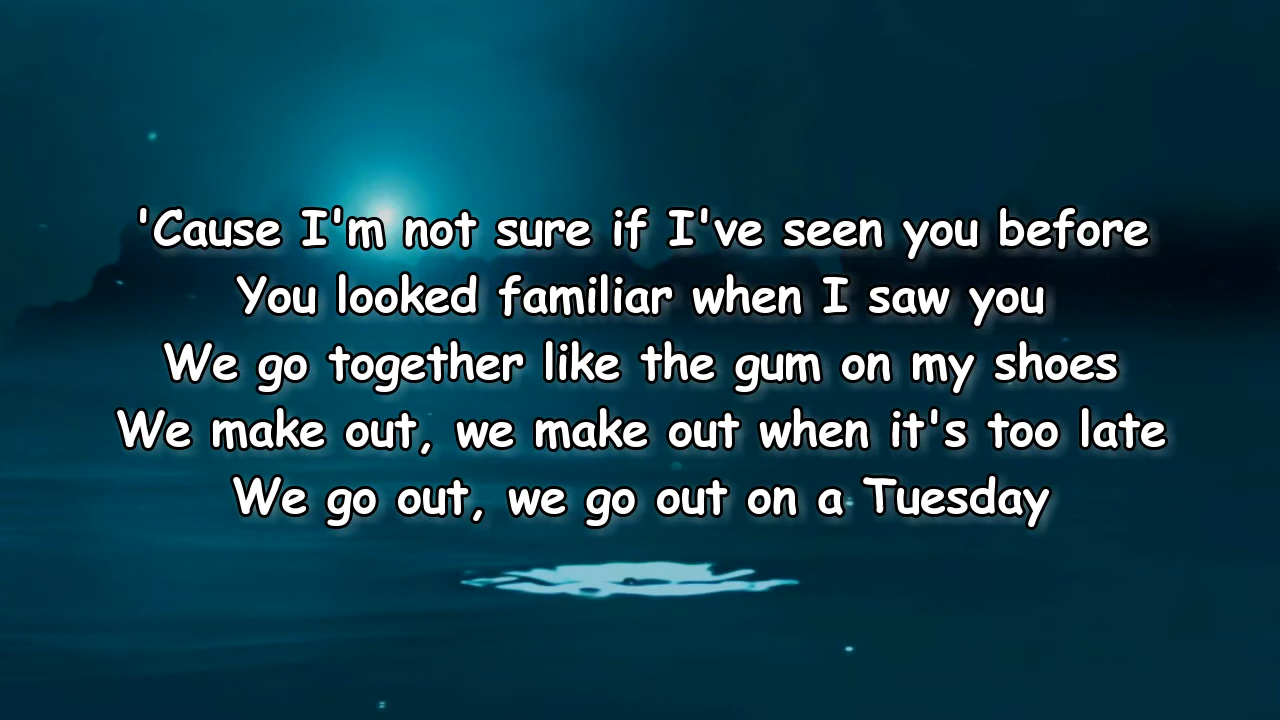 'Cause I'm not sure if I've seen you before
You looked familiar when I saw you
We go together like the gum on my shoes
We make out, we make out when it's too late
We go out, we go out on a Tuesday